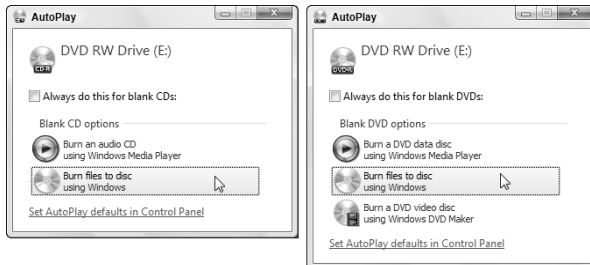 AutoPlay
DVD RW Drive (E:)
CD-R
Always do this for blank CDs:
Blank CD options
Burn an audio CD
using Windows Media Player
Burn files to disc
using Windows
Set AutoPlay defaults in Control Panel
AutoPlay
DVD RW Drive (E:)
DVD-R
Always do this for blank DVDs:
Blank DVD options
Burn a DVD data disc
using Windows Media Player
Burn files to disc
using Windows
Burn a DVD video disc
using Windows DVD Maker
Set AutoPlay defaults in Control Panel